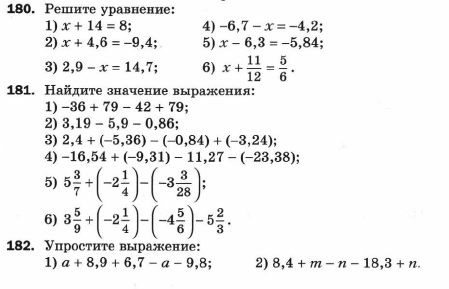 180. Решите уравнение:
1) x + 14 = 8; 4) –6,7 – x = –4,2;
2) x + 4,6 = –9,4; 5) x – 6,3 = –5,84;
3) 2,9 – x = 14,7; 6) x + 11/12 = 5/6.
181. Найдите значение выражения:
1) –36 + 79 – 42 + 79;
2) 3,19 – 5,9 – 0,86;
3) 2,4 + (–5,36) – (–0,84) + (–3,24);
4) –16,54 + (–9,31) – 11,27 – (–23,38);
5) 5 3/7 + (–2 1/4) – (–3 3/28);
6) 3 5/9 + (–2 1/4) – (–4 5/6) – 5 2/3.
182. Упростите выражение:
1) a + 8,9 + 6,7 – a – 9,8; 2) 8,4 + m – n – 18,3 + n.